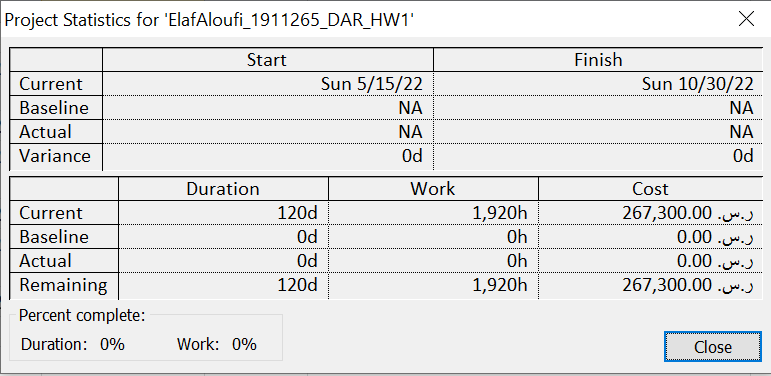 Project Statistics for 'ElafAloufi_1911265_DAR_HW1'
Start Finish
Current Sun 5/15/22 Sun 10/30/22
Baseline NA NA
Actual NA NA
Variance 0d 0d
Duration Work Cost
Current 120d 1,920h 267,300.00 ر.س.
Baseline 0d 0h 0.00 ر.س.
Actual 0d 0h 0.00 ر.س.
Remaining 120d 1,920h 267,300.00 ر.س.
Percent complete:
Duration: 0% Work: 0%
Close